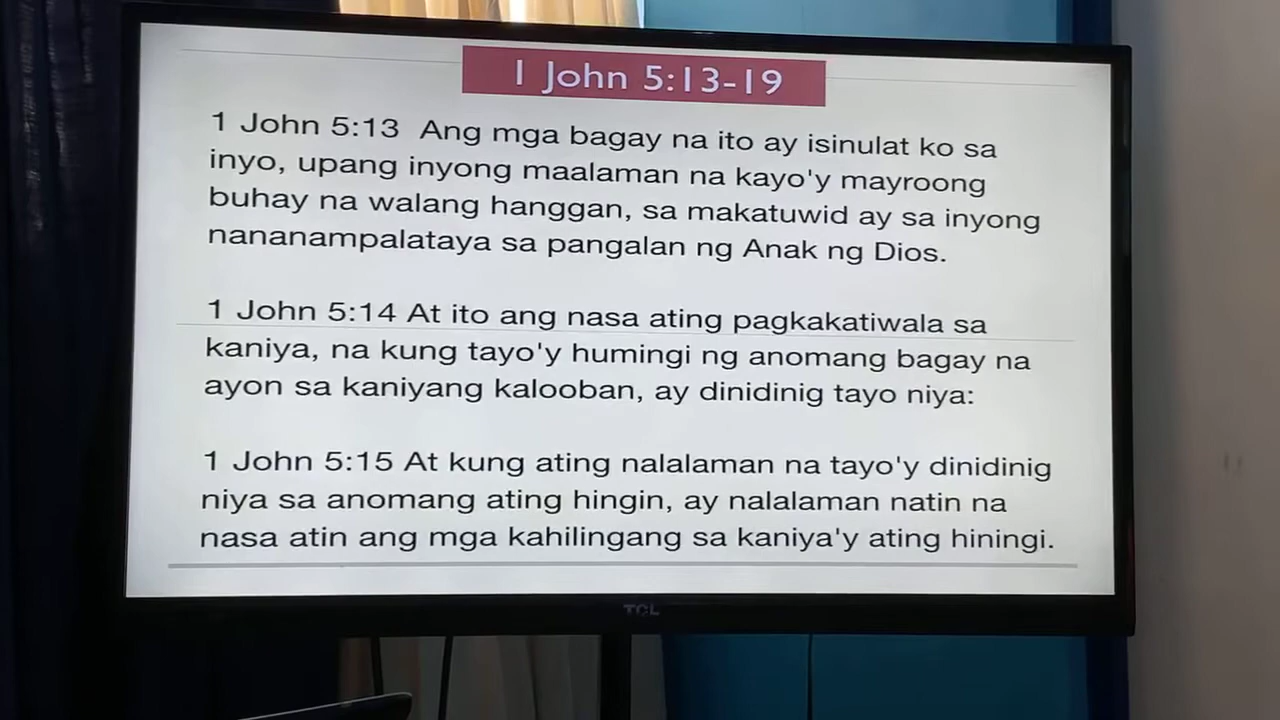 1 John 5:13-19
1 John 5:13 Ang mga bagay na ito ay isinulat ko sa
inyo, upang inyong maalaman na kayo'y mayroong
buhay na walang hanggan, sa makatuwid ay sa inyong
nananampalataya sa pangalan ng Anak ng Dios.
1 John 5:14 At ito ang nasa ating pagkakatiwala sa
kaniya, na kung tayo'y humingi ng anomang bagay na
ayon sa kaniyang kalooban, ay dinidinig tayo niya:
1 John 5:15 At kung ating nalalaman na tayo'y dinidinig
niya sa anomang ating hingin, ay nalalaman natin na
nasa atin ang mga kahilingang sa kaniya'y ating hiningi.
TCL